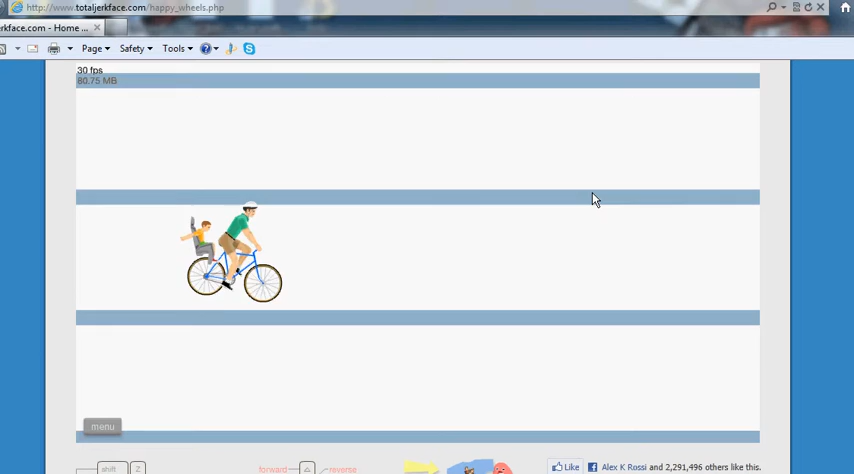 http://www.totaljerkface.com/happy_wheels.php
erkface.com - Home ...
Page Safety Tools
30 fps
80.75 MB
menu
shift Z forward reverse
Like Alex K Rossi and 2,291,496 others like this.